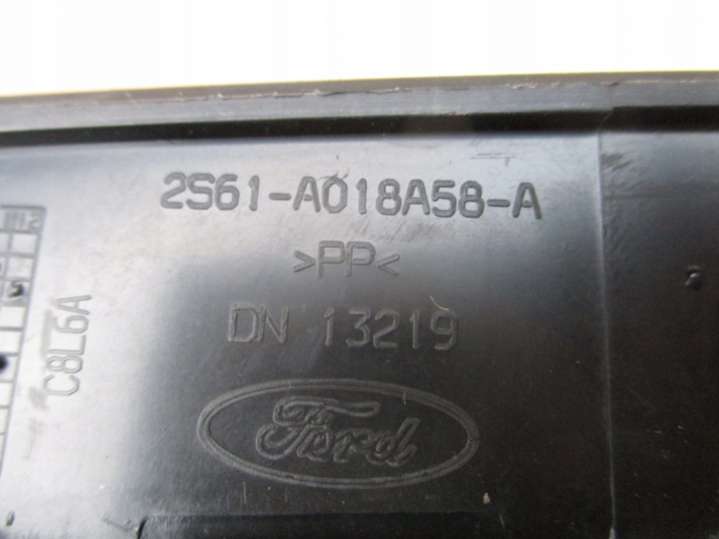 2S61-A018A58-A
>PP<
DN 13219
C8L6A
Ford